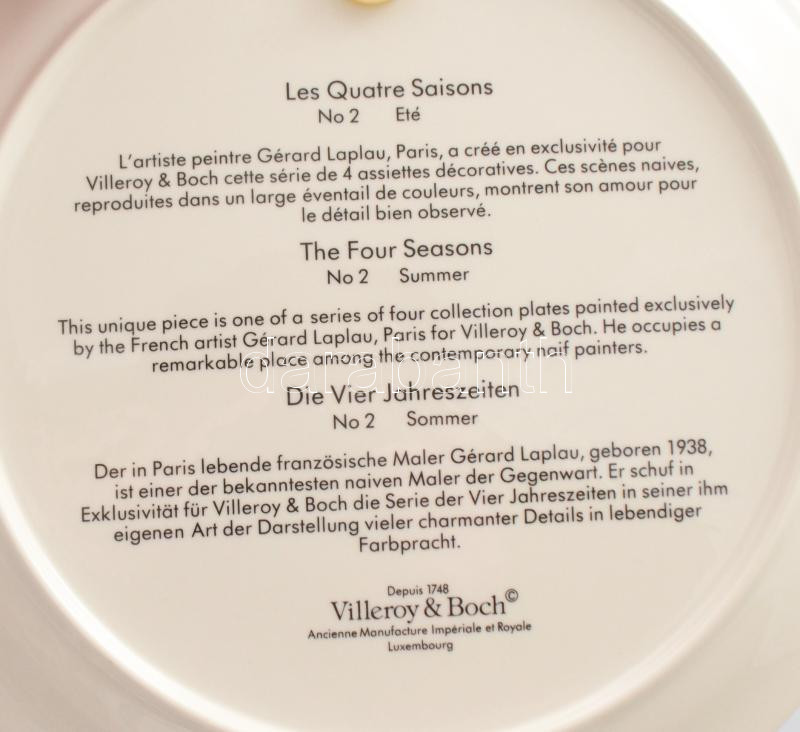 Les Quatre Saisons
No 2 Eté
L'artiste peintre Gérard Laplau, Paris, a créé en exclusivité pour
Villeroy & Boch cette série de 4 assiettes décoratives. Ces scènes naives,
reproduites dans un large éventail de couleurs, montrent son amour pour
le détail bien observé.
The Four Seasons
No 2 Summer
This unique piece is one of a series of four collection plates painted exclusively
by the French artist Gérard Laplau, Paris for Villeroy & Boch. He occupies a
remarkable place among the contemporary naif painters.
darabanth
Die Vier Jahreszeiten
No 2 Sommer
Der in Paris lebende französische Maler Gérard Laplau, geboren 1938,
ist einer der bekanntesten naiven Maler der Gegenwart. Er schuf in
Exklusivität für Villeroy & Boch die Serie der Vier Jahreszeiten in seiner ihm
eigenen Art der Darstellung vieler charmanter Details in lebendiger
Farbpracht.
Depuis 1748
Villeroy & Boch©
Ancienne Manufacture Impériale et Royale
Luxembourg